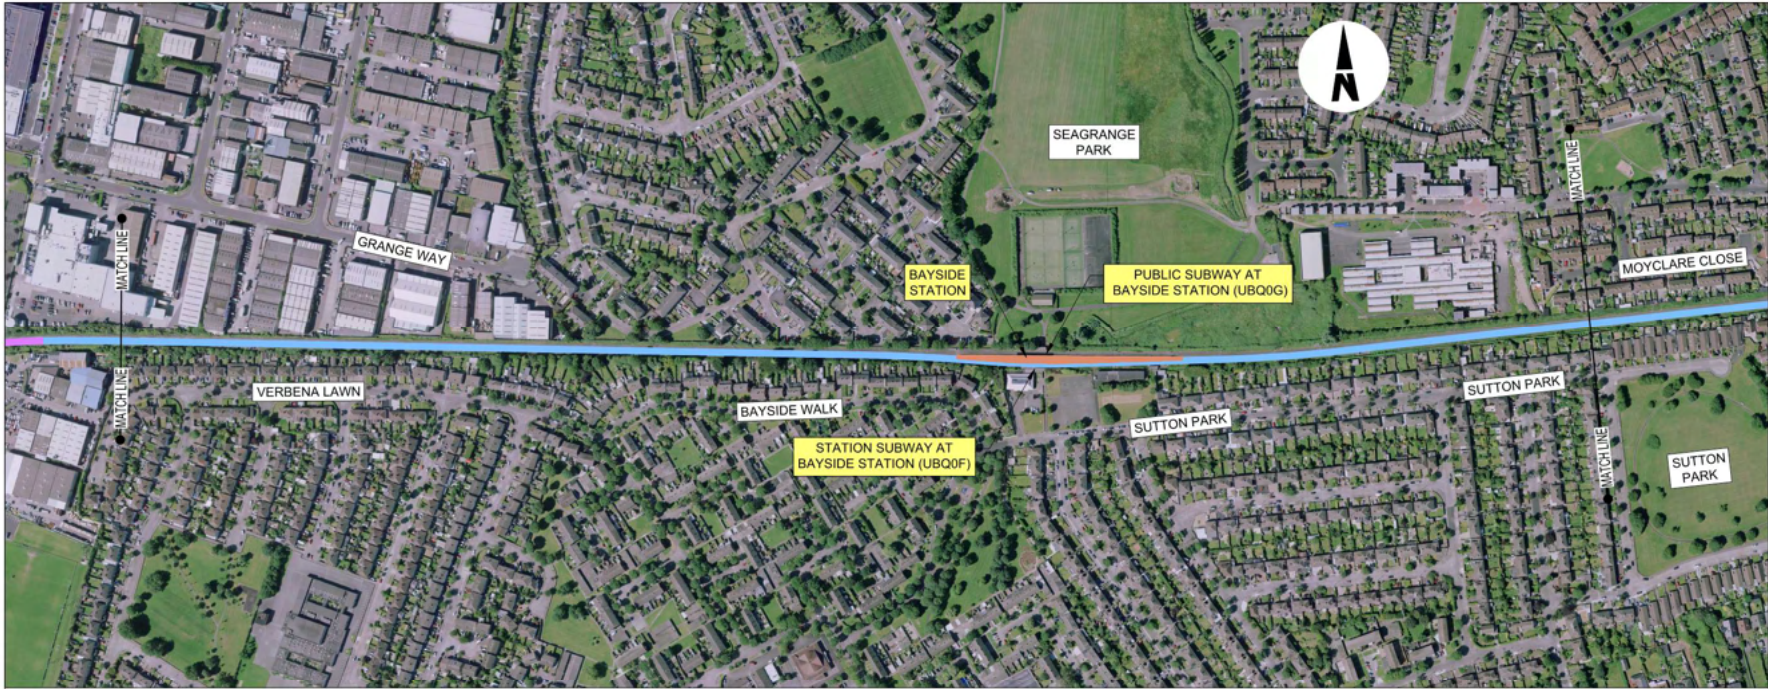 N
SEAGRANGE
PARK
MATCH LINE
MATCH LINE
GRANGE WAY
BAYSIDE
STATION
PUBLIC SUBWAY AT
BAYSIDE STATION (UBQ0G)
MOYCLARE CLOSE
MATCH LINE
VERBENA LAWN
BAYSIDE WALK
SUTTON PARK
SUTTON PARK
STATION SUBWAY AT
BAYSIDE STATION (UBQ0F)
MATCH LINE
SUTTON
PARK